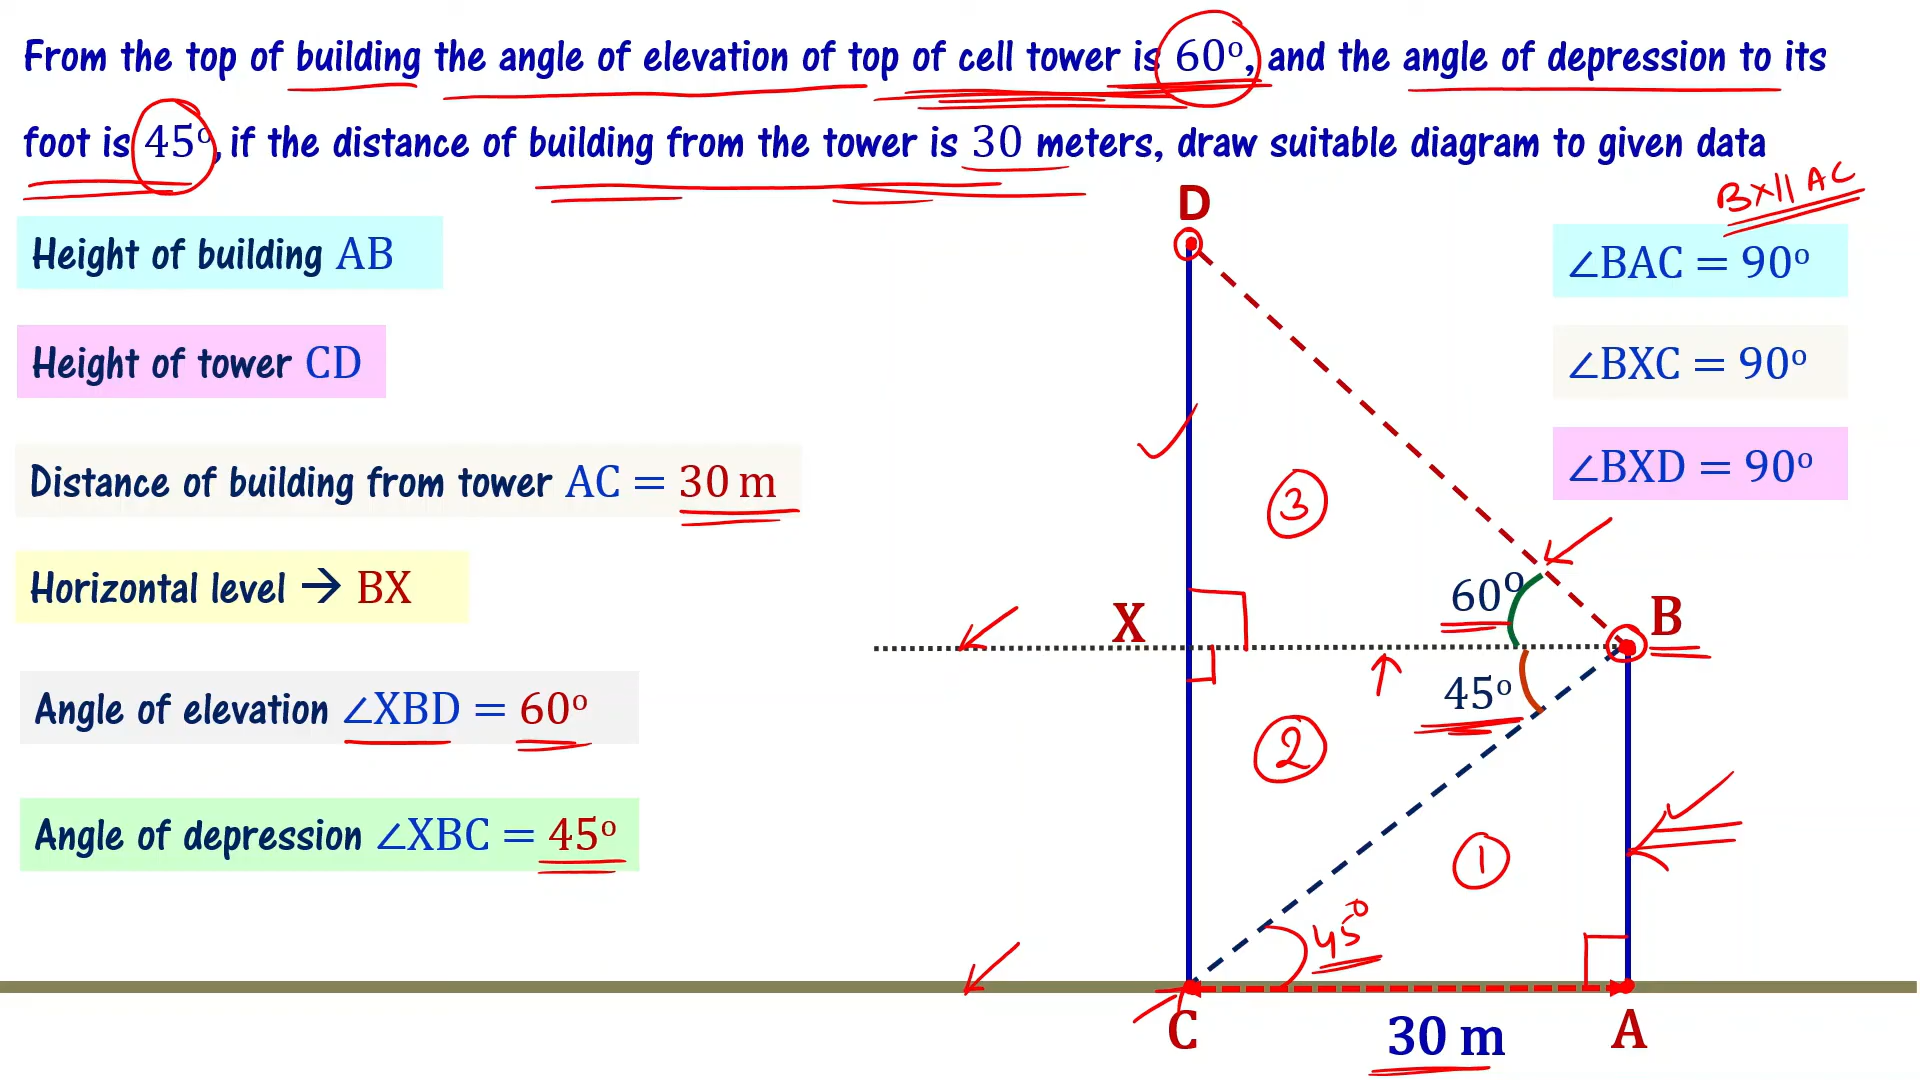 From the top of building the angle of elevation of top of cell tower is 60°, and the angle of depression to its
foot is 45°, if the distance of building from the tower is 30 meters, draw suitable diagram to given data
BX || AC
Height of building AB
Height of tower CD
Distance of building from tower AC = 30 m
Horizontal level → BX
Angle of elevation ∠XBD = 60°
Angle of depression ∠XBC = 45°
D
∠BAC = 90°
∠BXC = 90°
∠BXD = 90°
3
60°
X
B
45°
2
1
45°
C
30 m
A